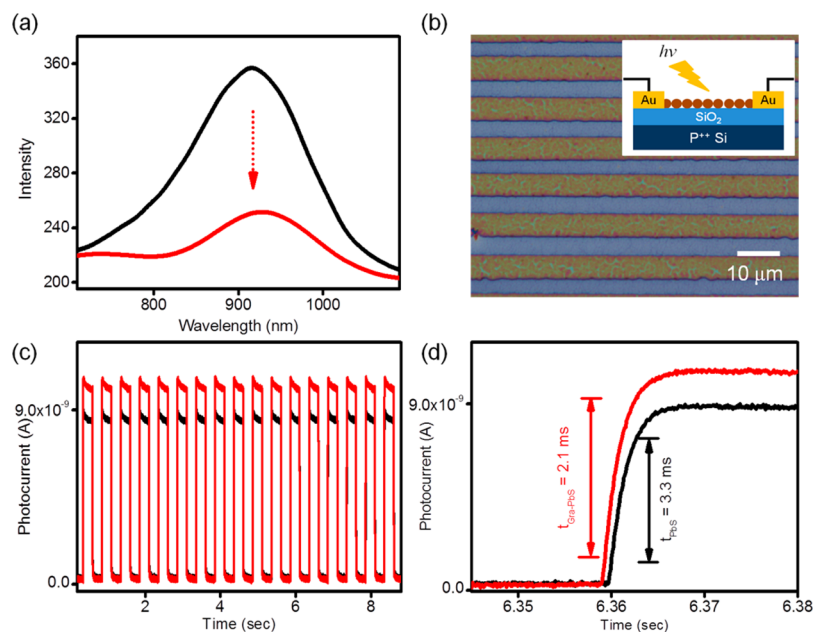 (a)
360
320
280
240
200
Intensity
800
900
1000
Wavelength (nm)
(b)
hν
Au
Au
SiO₂
P⁺⁺ Si
10 μm
(c)
9.0x10⁻⁹
0.0
Photocurrent (A)
2
4
6
8
Time (sec)
(d)
9.0x10⁻⁹
0.0
Photocurrent (A)
t_Gra-PbS = 2.1 ms
t_PbS = 3.3 ms
6.35
6.36
6.37
6.38
Time (sec)